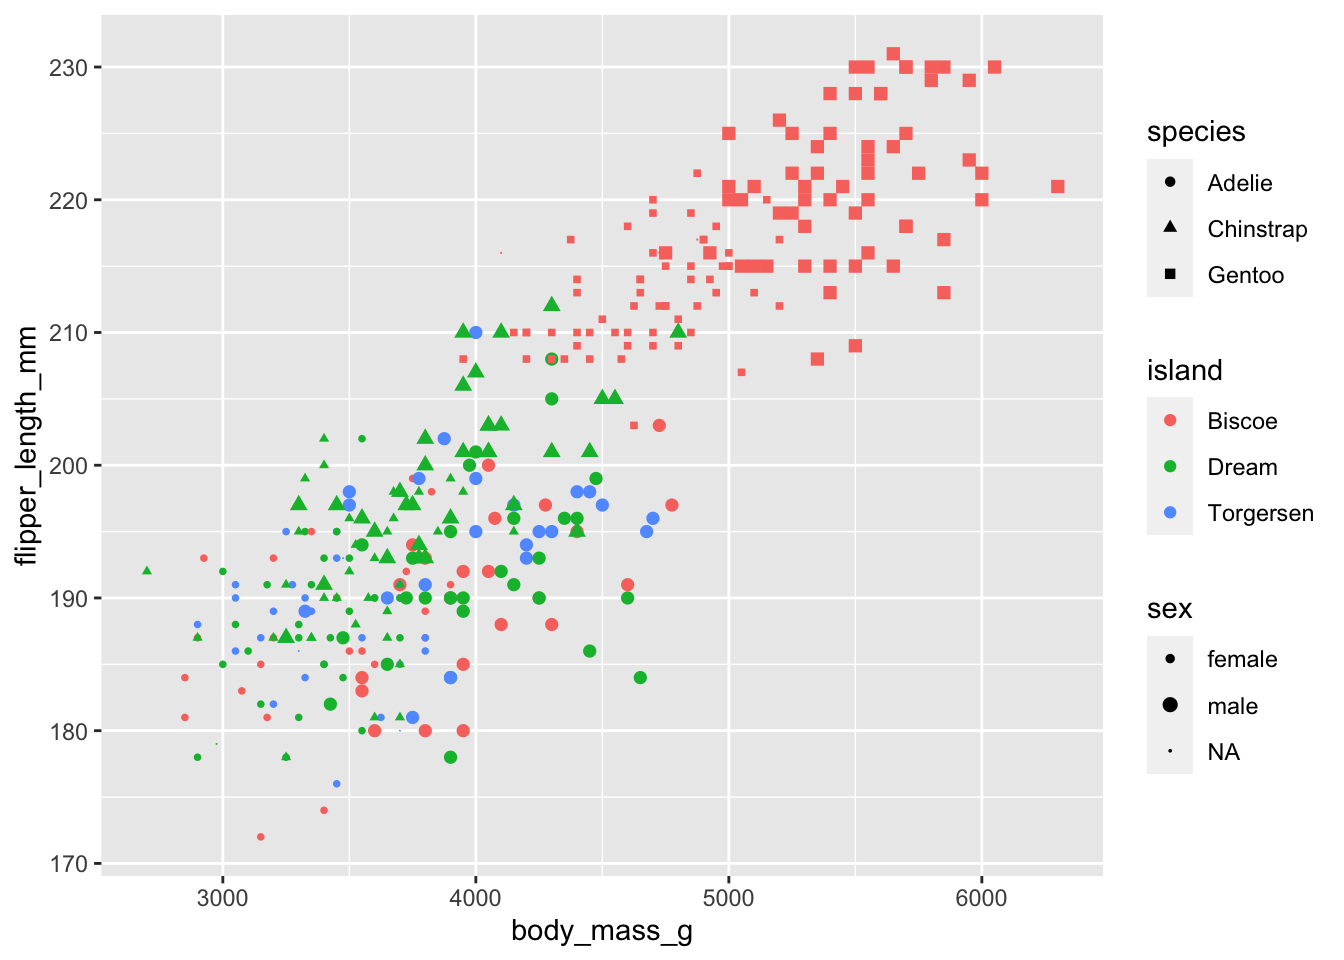 230
220
210
200
190
180
170
flipper_length_mm
3000
4000
5000
6000
body_mass_g
species
Adelie
Chinstrap
Gentoo
island
Biscoe
Dream
Torgersen
sex
female
male
NA